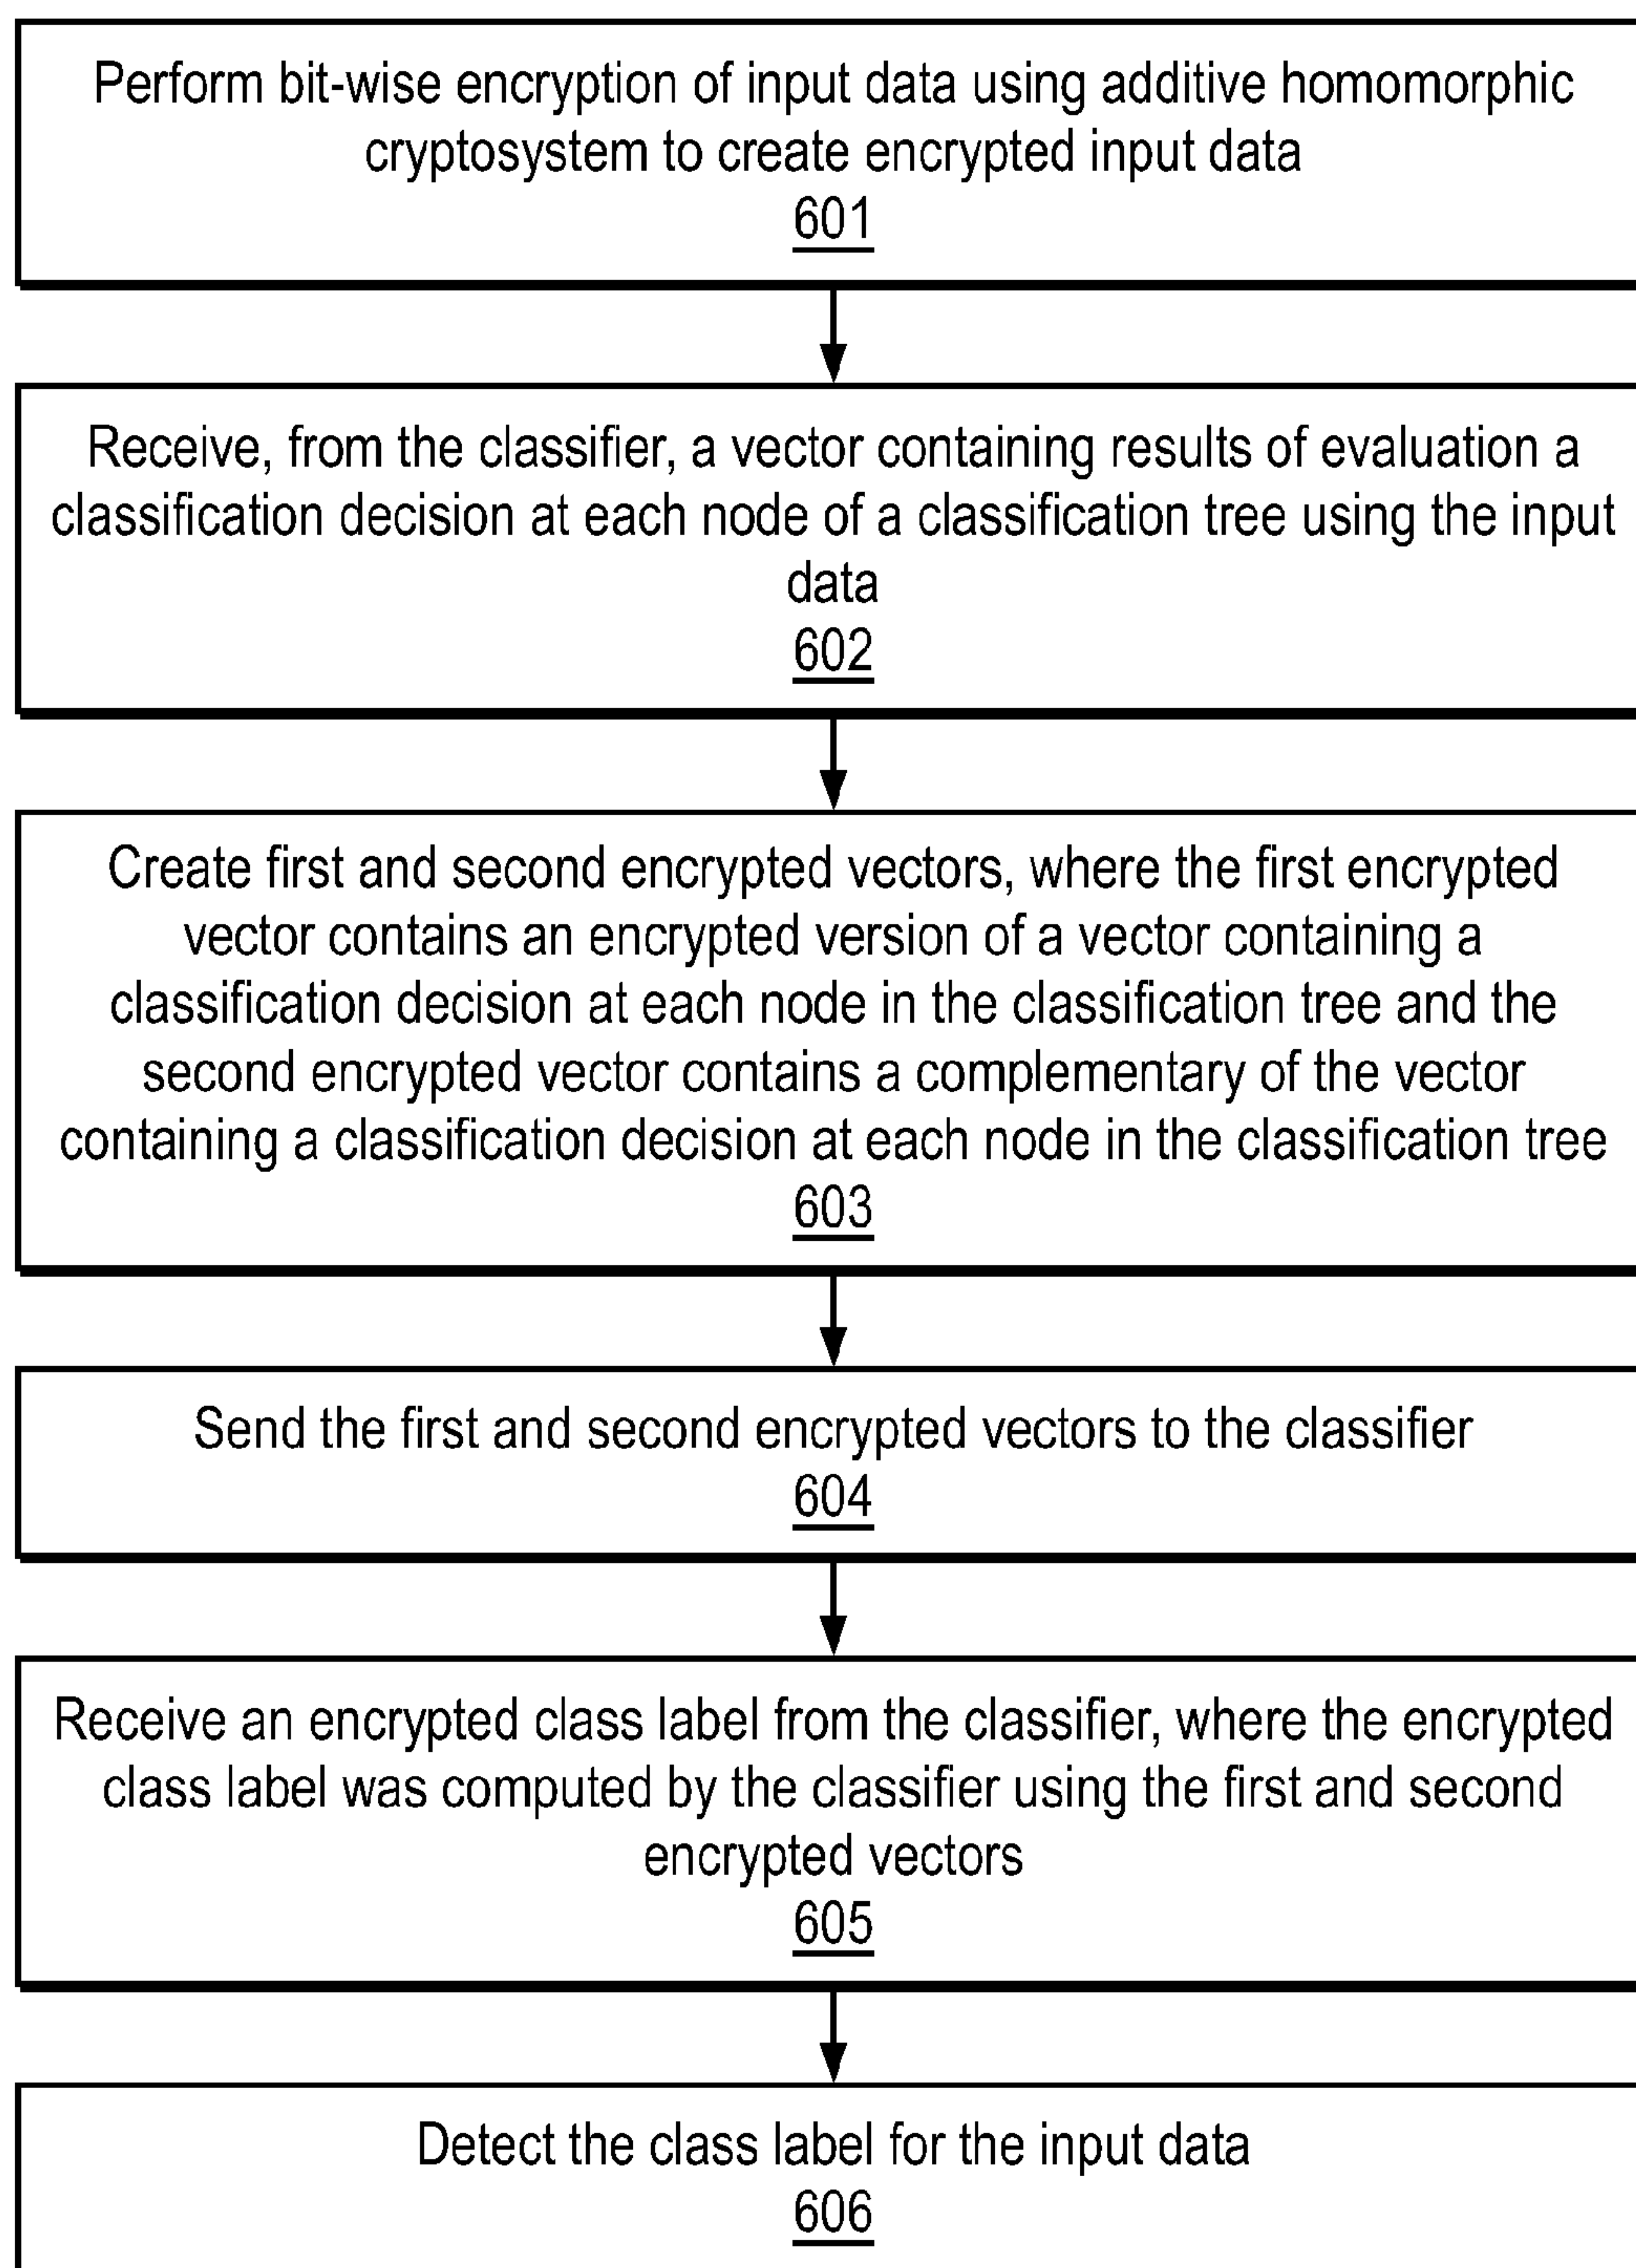 Perform bit-wise encryption of input data using additive homomorphic
cryptosystem to create encrypted input data
601
Receive, from the classifier, a vector containing results of evaluation a
classification decision at each node of a classification tree using the input
data
602
Create first and second encrypted vectors, where the first encrypted
vector contains an encrypted version of a vector containing a
classification decision at each node in the classification tree and the
second encrypted vector contains a complementary of the vector
containing a classification decision at each node in the classification tree
603
Send the first and second encrypted vectors to the classifier
604
Receive an encrypted class label from the classifier, where the encrypted
class label was computed by the classifier using the first and second
encrypted vectors
605
Detect the class label for the input data
606